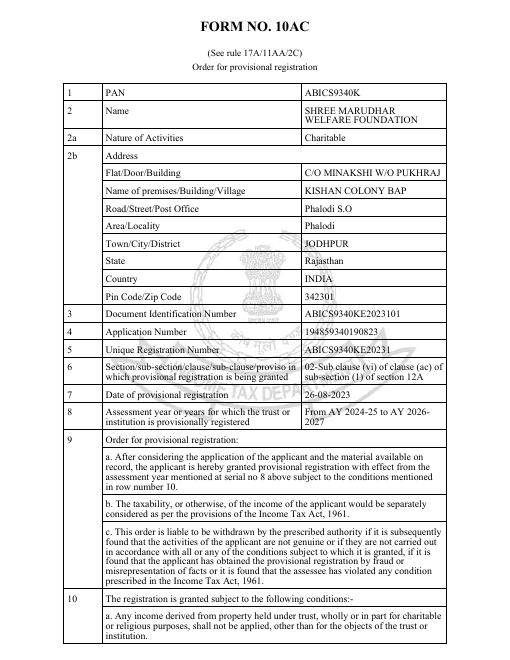 FORM NO. 10AC
(See rule 17A/11AA/2C)
Order for provisional registration
1 PAN ABICS9340K
2 Name SHREE MARUDHAR
WELFARE FOUNDATION
2a Nature of Activities Charitable
2b Address
Flat/Door/Building C/O MINAKSHI W/O PUKHRAJ
Name of premises/Building/Village KISHAN COLONY BAP
Road/Street/Post Office Phalodi S.O
Area/Locality Phalodi
Town/City/District JODHPUR
State Rajasthan
Country INDIA
Pin Code/Zip Code 342301
3 Document Identification Number ABICS9340KE2023101
4 Application Number 194859340190823
5 Unique Registration Number ABICS9340KE20231
6 Section/sub-section/clause/sub-clause/proviso in 02-Sub clause (vi) of clause (ac) of
which provisional registration is being granted sub-section (1) of section 12A
7 Date of provisional registration 26-08-2023
8 Assessment year or years for which the trust or From AY 2024-25 to AY 2026-
institution is provisionally registered 2027
9 Order for provisional registration:
a. After considering the application of the applicant and the material available on
record, the applicant is hereby granted provisional registration with effect from the
assessment year mentioned at serial no 8 above subject to the conditions mentioned
in row number 10.
b. The taxability, or otherwise, of the income of the applicant would be separately
considered as per the provisions of the Income Tax Act, 1961.
c. This order is liable to be withdrawn by the prescribed authority if it is subsequently
found that the activities of the applicant are not genuine or if they are not carried out
in accordance with all or any of the conditions subject to which it is granted, if it is
found that the applicant has obtained the provisional registration by fraud or
misrepresentation of facts or it is found that the assessee has violated any condition
prescribed in the Income Tax Act, 1961.
10 The registration is granted subject to the following conditions:-
a. Any income derived from property held under trust, wholly or in part for charitable
or religious purposes, shall not be applied, other than for the objects of the trust or
institution.